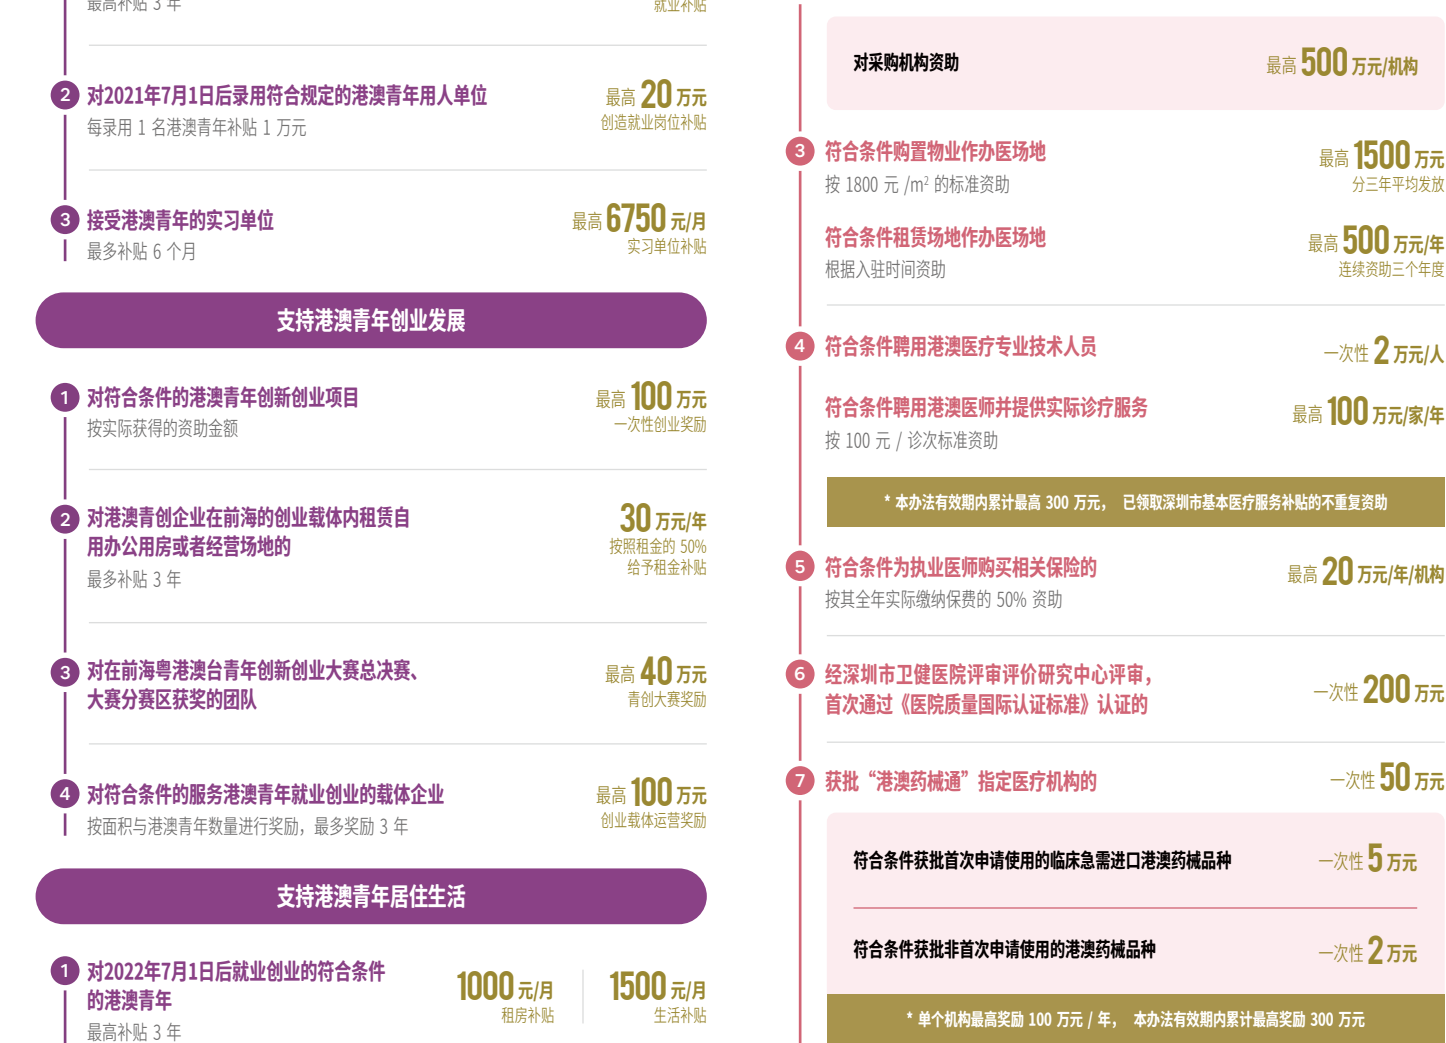 最高补贴 3 年
就业补贴
2 对2021年7月1日后录用符合规定的港澳青年用人单位
最高 20 万元
每录用 1 名港澳青年补贴 1 万元
创造就业岗位补贴
3 接受港澳青年的实习单位
最高 6750 元/月
最多补贴 6 个月
实习单位补贴
支持港澳青年创业发展
1 对符合条件的港澳青年创新创业项目
最高 100 万元
按实际获得的资助金额
一次性创业奖励
2 对港澳青创企业在前海的创业载体内租赁自
用办公用房或者经营场地的
30 万元/年
按照租金的 50%
给予租金补贴
最多补贴 3 年
3 对在前海粤港澳台青年创新创业大赛总决赛、
大赛分赛区获奖的团队
最高 40 万元
青创大赛奖励
4 对符合条件的服务港澳青年就业创业的载体企业
最高 100 万元
按面积与港澳青年数量进行奖励，最多奖励 3 年
创业载体运营奖励
支持港澳青年居住生活
1 对2022年7月1日后就业创业的符合条件
的港澳青年
最高补贴 3 年
1000 元/月
租房补贴
1500 元/月
生活补贴
对采购机构资助
最高 500 万元/机构
3 符合条件购置物业作办医场地
最高 1500 万元
按 1800 元 /m² 的标准资助
分三年平均发放
符合条件租赁场地作办医场地
最高 500 万元/年
根据入驻时间资助
连续资助三个年度
4 符合条件聘用港澳医疗专业技术人员
一次性 2 万元/人
符合条件聘用港澳医师并提供实际诊疗服务
最高 100 万元/家/年
按 100 元 / 诊次标准资助
* 本办法有效期内累计最高 300 万元， 已领取深圳市基本医疗服务补贴的不重复资助
5 符合条件为执业医师购买相关保险的
最高 20 万元/年/机构
按其全年实际缴纳保费的 50% 资助
6 经深圳市卫健医院评审评价研究中心评审，
首次通过《医院质量国际认证标准》认证的
一次性 200 万元
7 获批“港澳药械通”指定医疗机构的
一次性 50 万元
符合条件获批首次申请使用的临床急需进口港澳药械品种
一次性 5 万元
符合条件获批非首次申请使用的港澳药械品种
一次性 2 万元
* 单个机构最高奖励 100 万元 / 年， 本办法有效期内累计最高奖励 300 万元